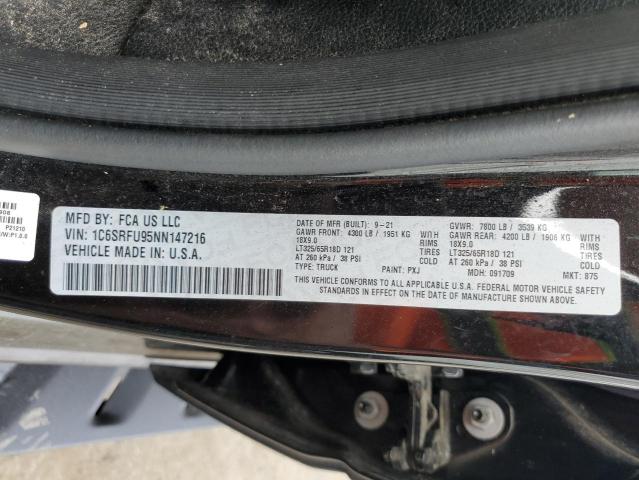 908
P21210
W:P1.0.0
MFD BY: FCA US LLC
VIN: 1C6SRFU95NN147216
VEHICLE MADE IN: U.S.A.
DATE OF MFR (BUILT): 9-21
GAWR FRONT: 4300 LB / 1951 KG
18X9.0 RIMS
LT325/65R18D 121 TIRES
AT 260 kPa / 38 PSI COLD
TYPE: TRUCK PAINT: PXJ
GVWR: 7800 LB / 3539 KG
GAWR REAR: 4200 LB / 1906 KG
18X9.0 RIMS
LT325/65R18D 121 TIRES
AT 260 kPa / 38 PSI COLD
MDH: 091709 MKT: 875
THIS VEHICLE CONFORMS TO ALL APPLICABLE U.S.A. FEDERAL MOTOR VEHICLE SAFETY
STANDARDS IN EFFECT ON THE DATE OF MANUFACTURE SHOWN ABOVE.